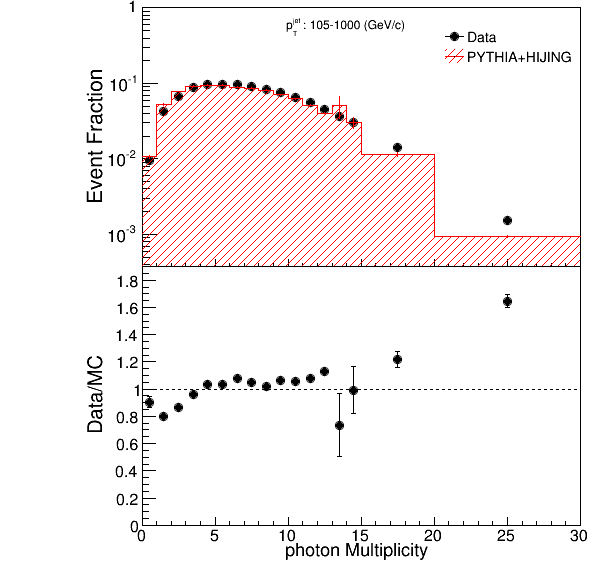 p_T^jet : 105-1000 (GeV/c)
Data
PYTHIA+HIJING
Event Fraction
1
10^-1
10^-2
10^-3
Data/MC
1.8
1.6
1.4
1.2
1
0.8
0.6
0.4
0.2
0
0 5 10 15 20 25 30
photon Multiplicity